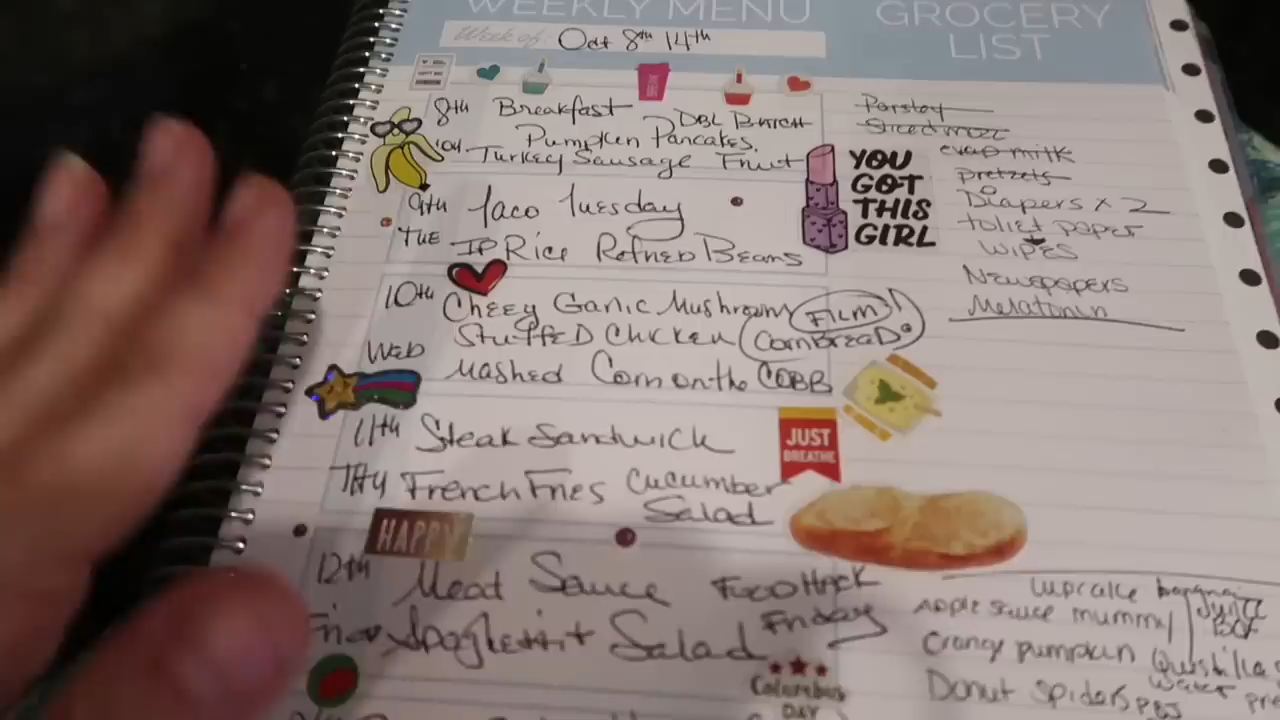 WEEKLY MENU
Week of: Oct 8th 14th
8th Breakfast DBL BATCH
Pumpkin Pancakes,
Turkey Sausage Fruit
9th Taco Tuesday
TUE IP Rice Refried Beans
10th Cheesy Garlic Mushroom FILM
Stuffed Chicken CornBread
WED Mashed Corn on the COBB
11th Steak Sandwich
French Fries Cucumber
Salad
HAPPY
12th Meat Sauce Food Hack
Spaghetti + Salad Friday
Columbus
DAY
GROCERY
LIST
Parsley
evap milk
pretzels
Diapers x 2
toliet paper
WIPES
Newspapers
Melatonin
YOU
GOT
THIS
GIRL
JUST
BREATHE
cupcake
Apple sauce mummy
orange pumpkin
Donut Spiders PBJ water